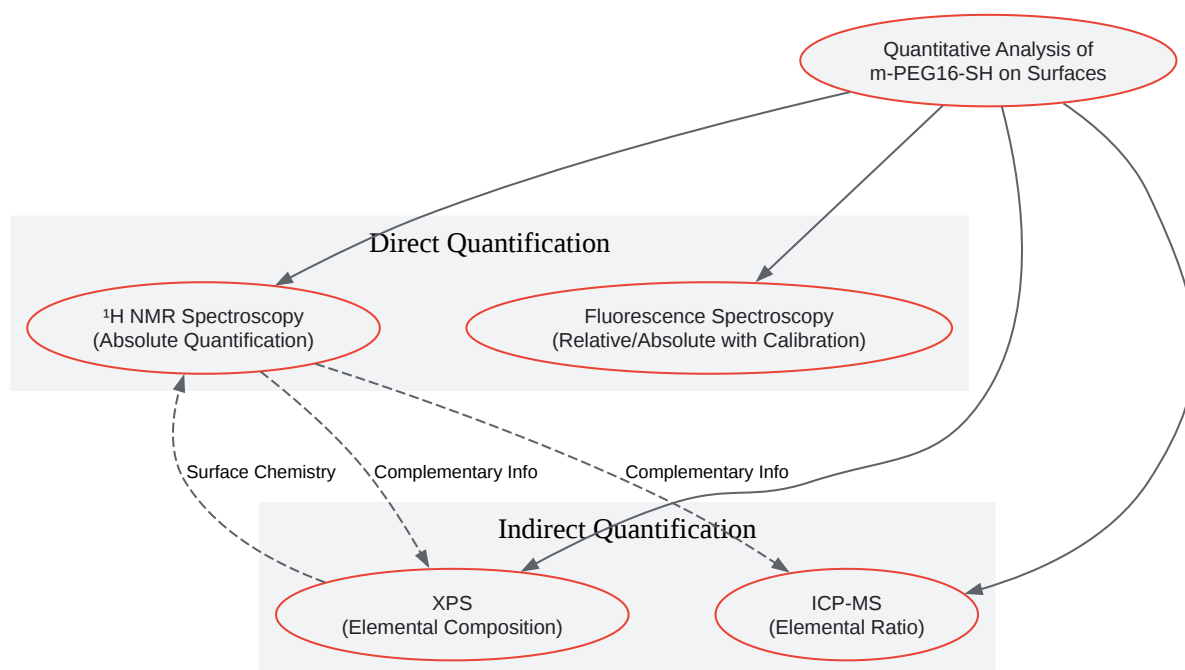 Quantitative Analysis of
m-PEG16-SH on Surfaces
Direct Quantification
¹H NMR Spectroscopy
(Absolute Quantification)
Fluorescence Spectroscopy
(Relative/Absolute with Calibration)
Surface Chemistry
Complementary Info
Complementary Info
Indirect Quantification
XPS
(Elemental Composition)
ICP-MS
(Elemental Ratio)